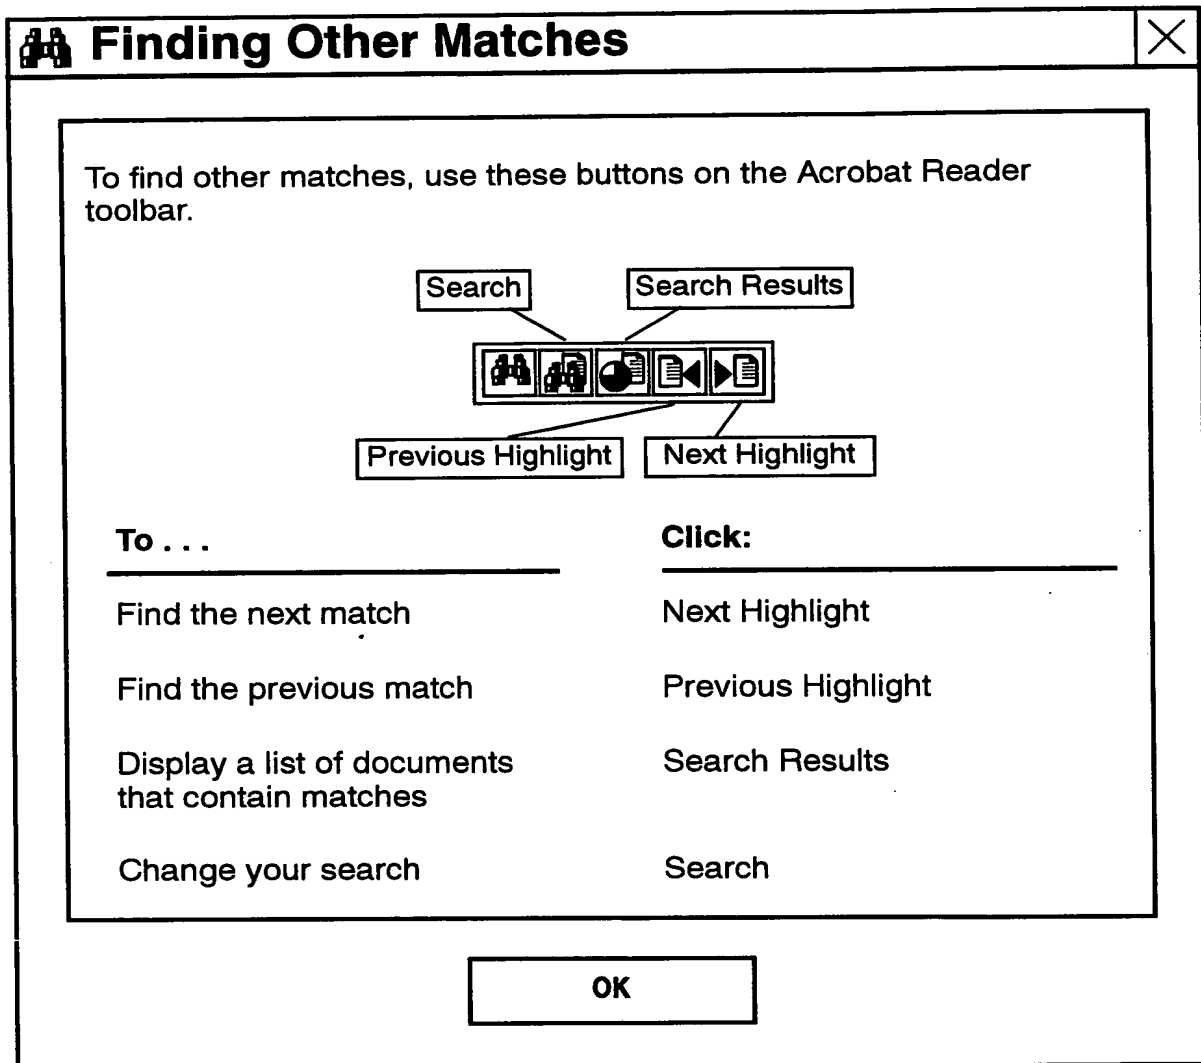 Finding Other Matches
To find other matches, use these buttons on the Acrobat Reader
toolbar.
Search
Search Results
Previous Highlight
Next Highlight
To . . .
Click:
Find the next match
Next Highlight
Find the previous match
Previous Highlight
Display a list of documents
that contain matches
Search Results
Change your search
Search
OK